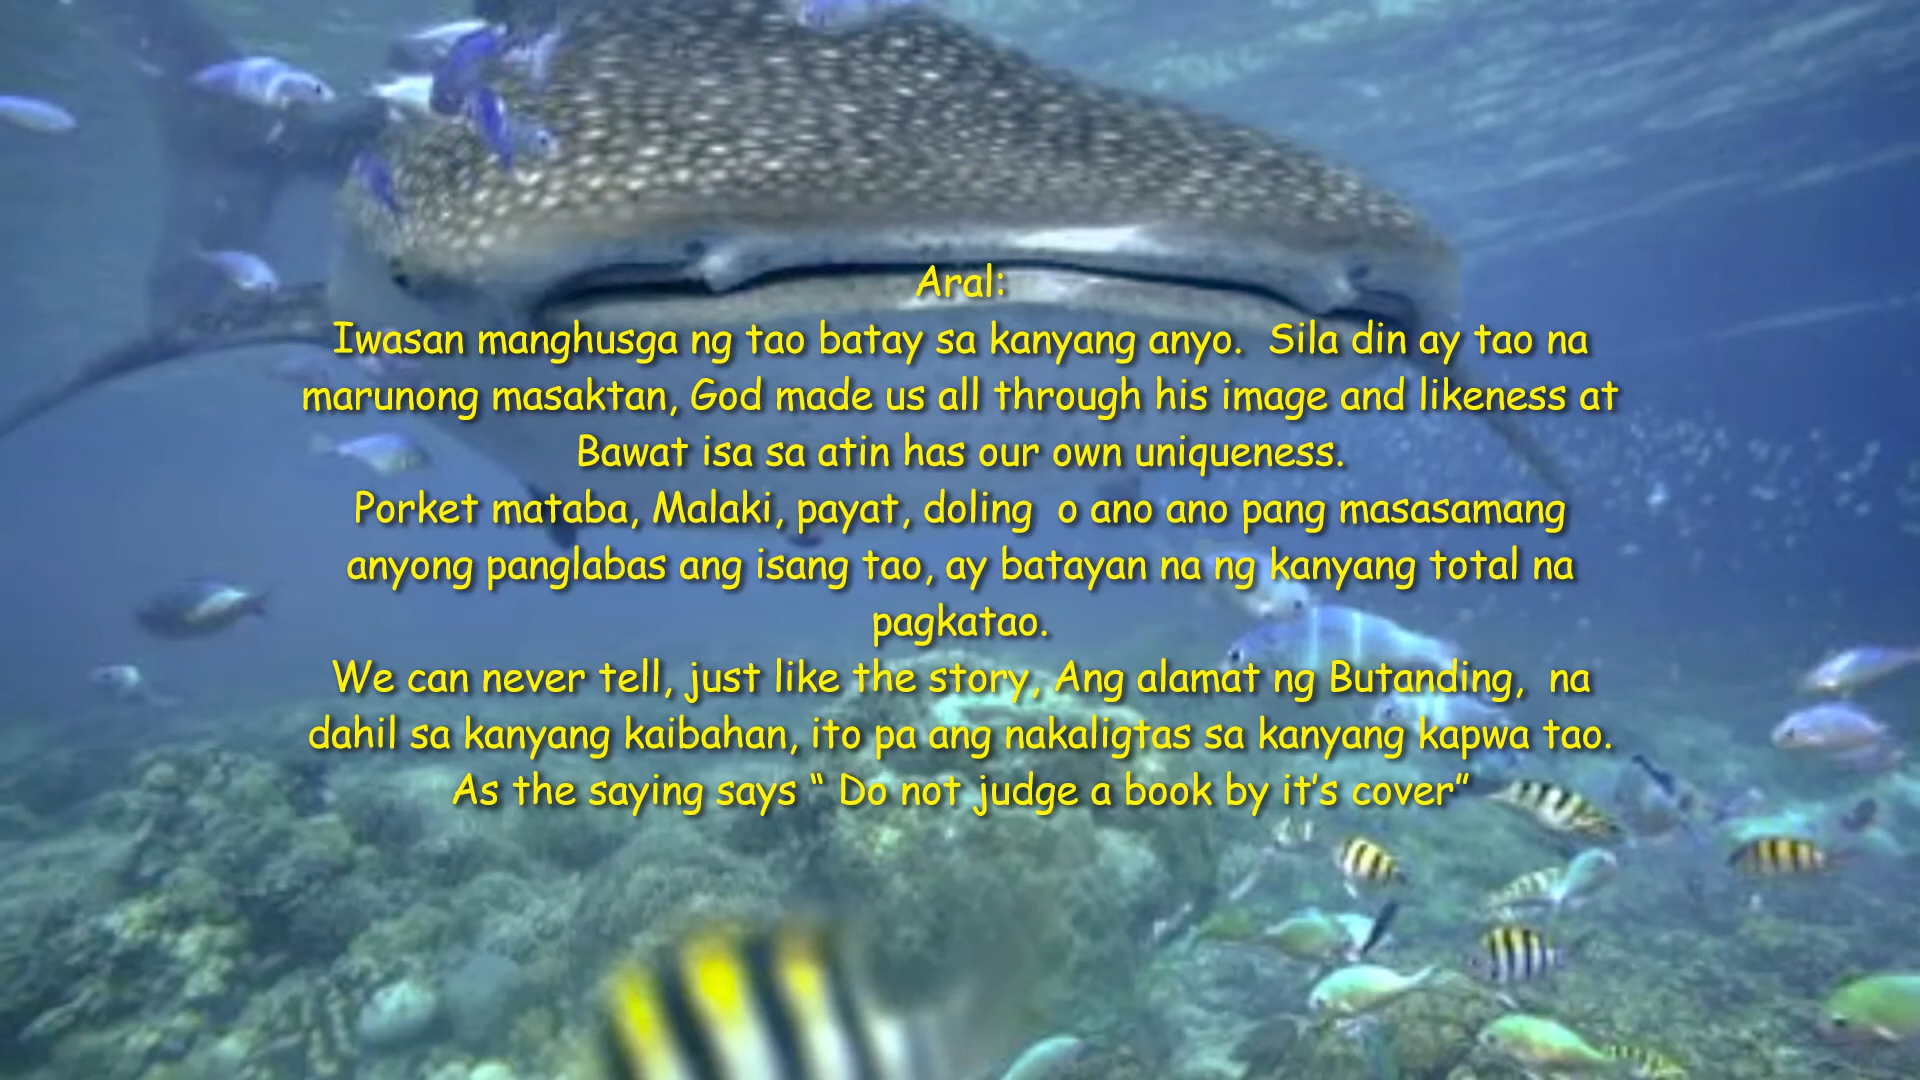 Aral:
Iwasan manghusga ng tao batay sa kanyang anyo.  Sila din ay tao na
marunong masaktan, God made us all through his image and likeness at
Bawat isa sa atin has our own uniqueness.
Porket mataba, Malaki, payat, doling  o ano ano pang masasamang
anyong panglabas ang isang tao, ay batayan na ng kanyang total na
pagkatao.
We can never tell, just like the story, Ang alamat ng Butanding,  na
dahil sa kanyang kaibahan, ito pa ang nakaligtas sa kanyang kapwa tao.
As the saying says “ Do not judge a book by it’s cover”